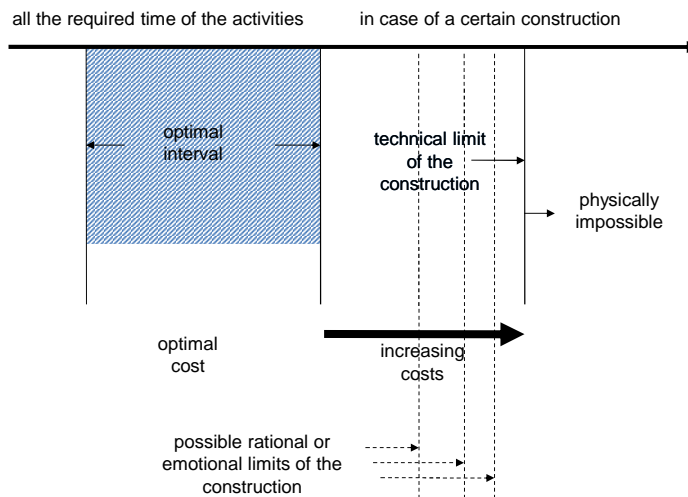 all the required time of the activities in case of a certain construction
optimal
interval
technical limit
of the
construction
physically
impossible
optimal
cost
increasing
costs
possible rational or
emotional limits of the
construction